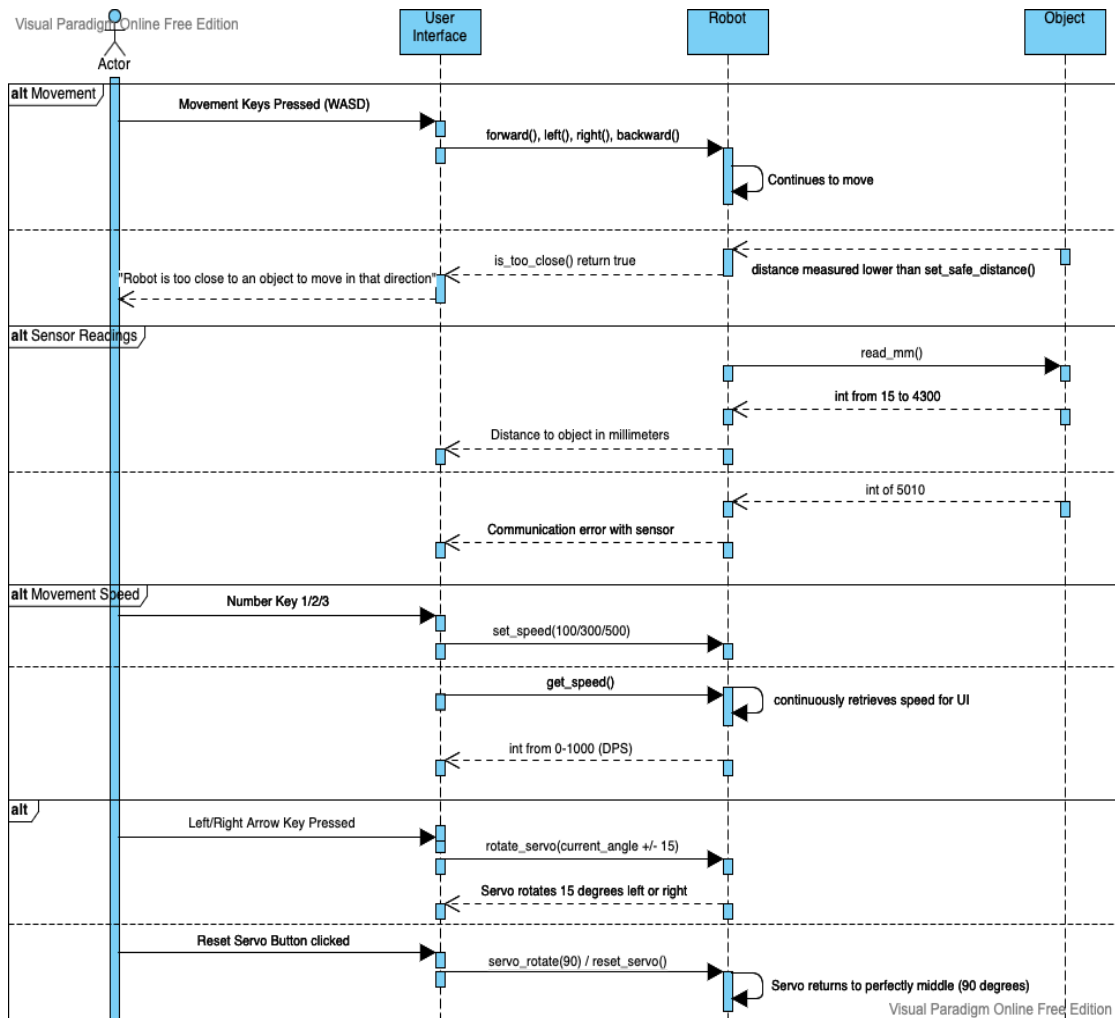 Visual Paradigm Online Free Edition
Actor
User
Interface
Robot
Object
alt Movement
Movement Keys Pressed (WASD)
forward(), left(), right(), backward()
Continues to move
is_too_close() return true
distance measured lower than set_safe_distance()
"Robot is too close to an object to move in that direction"
alt Sensor Readings
read_mm()
int from 15 to 4300
Distance to object in millimeters
int of 5010
Communication error with sensor
alt Movement Speed
Number Key 1/2/3
set_speed(100/300/500)
get_speed()
continuously retrieves speed for UI
int from 0-1000 (DPS)
alt
Left/Right Arrow Key Pressed
rotate_servo(current_angle +/- 15)
Servo rotates 15 degrees left or right
Reset Servo Button clicked
servo_rotate(90) / reset_servo()
Servo returns to perfectly middle (90 degrees)
Visual Paradigm Online Free Edition